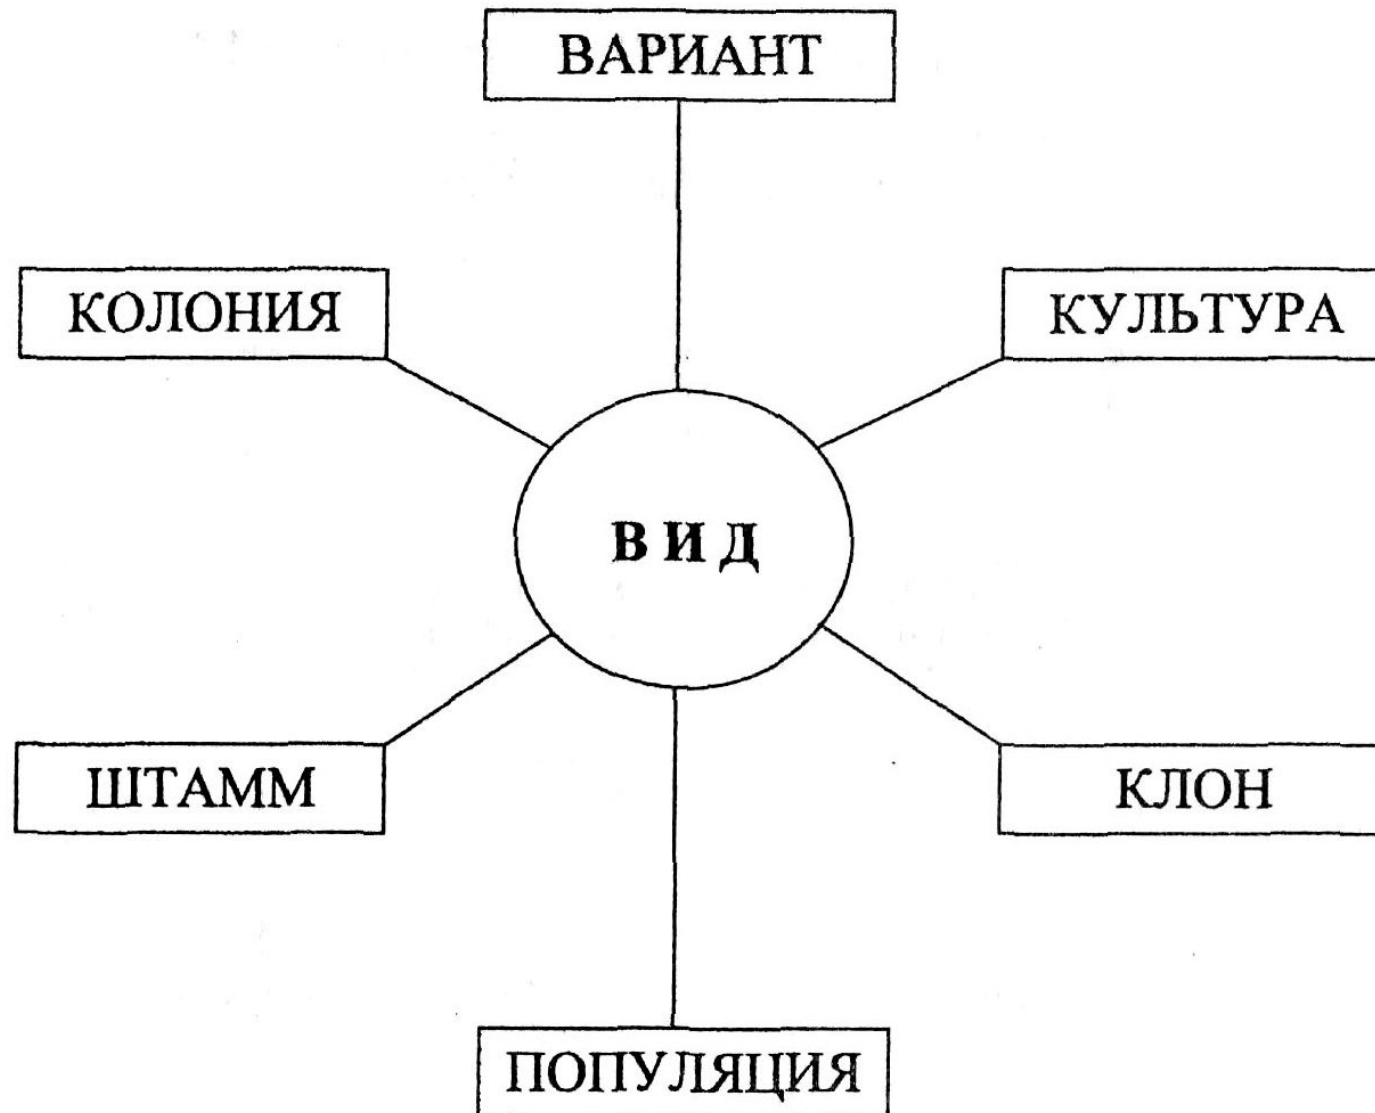 ВАРИАНТ
КОЛОНИЯ
КУЛЬТУРА
ВИД
ШТАММ
КЛОН
ПОПУЛЯЦИЯ